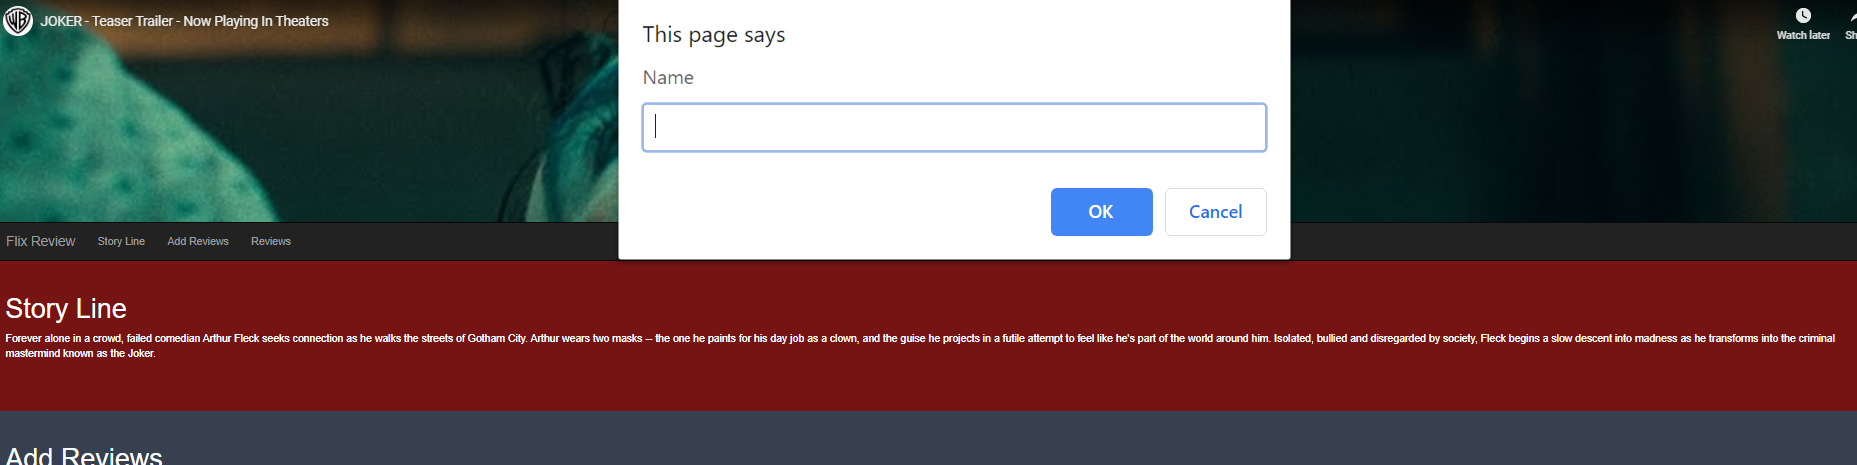 WB
JOKER - Teaser Trailer - Now Playing In Theaters
Watch later
Sh
This page says
Name
OK
Cancel
Flix Review
Story Line
Add Reviews
Reviews
Story Line
Forever alone in a crowd, failed comedian Arthur Fleck seeks connection as he walks the streets of Gotham City. Arthur wears two masks -- the one he paints for his day job as a clown, and the guise he projects in a futile attempt to feel like he's part of the world around him. Isolated, bullied and disregarded by society, Fleck begins a slow descent into madness as he transforms into the criminal
mastermind known as the Joker.
Add Reviews